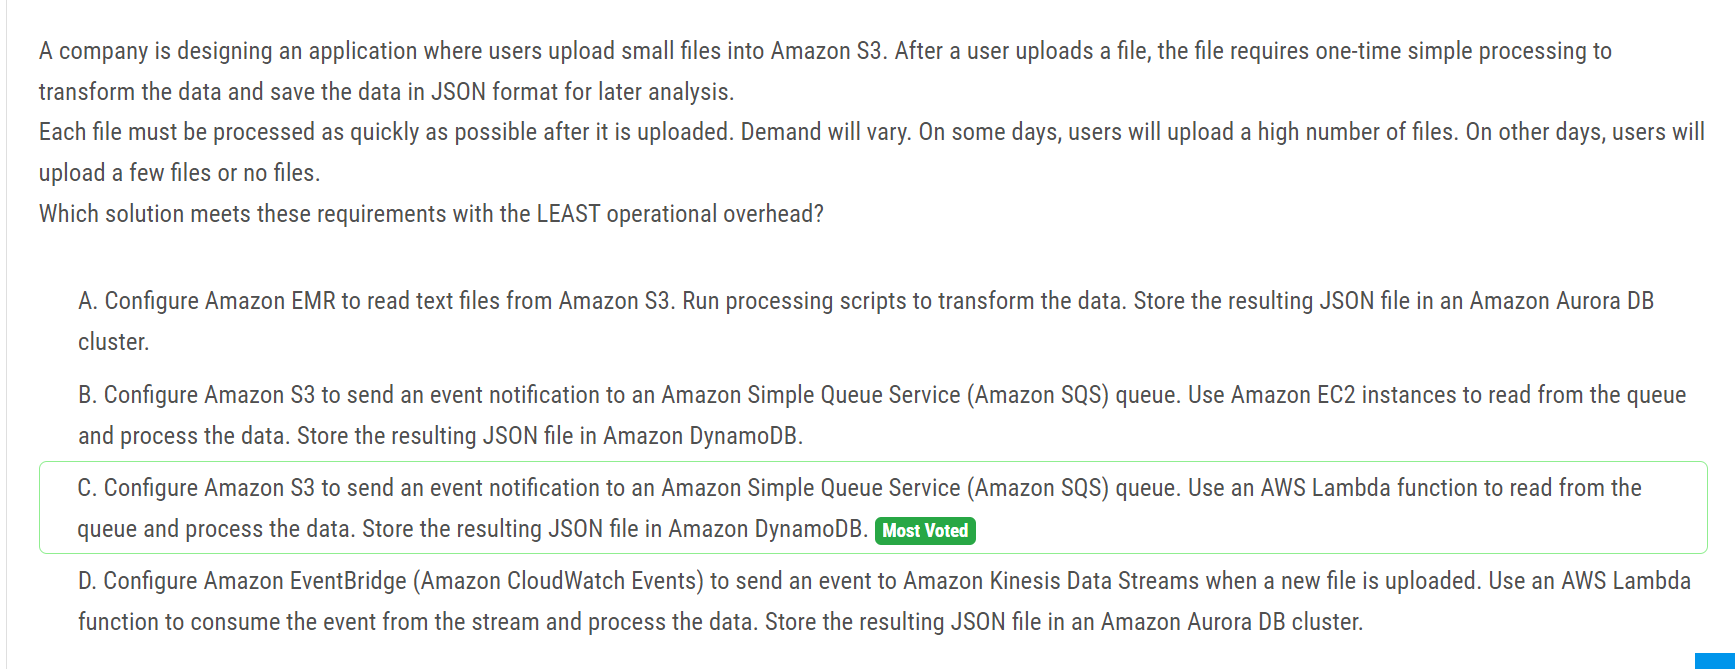 A company is designing an application where users upload small files into Amazon S3. After a user uploads a file, the file requires one-time simple processing to
transform the data and save the data in JSON format for later analysis.
Each file must be processed as quickly as possible after it is uploaded. Demand will vary. On some days, users will upload a high number of files. On other days, users will
upload a few files or no files.
Which solution meets these requirements with the LEAST operational overhead?
A. Configure Amazon EMR to read text files from Amazon S3. Run processing scripts to transform the data. Store the resulting JSON file in an Amazon Aurora DB
cluster.
B. Configure Amazon S3 to send an event notification to an Amazon Simple Queue Service (Amazon SQS) queue. Use Amazon EC2 instances to read from the queue
and process the data. Store the resulting JSON file in Amazon DynamoDB.
C. Configure Amazon S3 to send an event notification to an Amazon Simple Queue Service (Amazon SQS) queue. Use an AWS Lambda function to read from the
queue and process the data. Store the resulting JSON file in Amazon DynamoDB. Most Voted
D. Configure Amazon EventBridge (Amazon CloudWatch Events) to send an event to Amazon Kinesis Data Streams when a new file is uploaded. Use an AWS Lambda
function to consume the event from the stream and process the data. Store the resulting JSON file in an Amazon Aurora DB cluster.